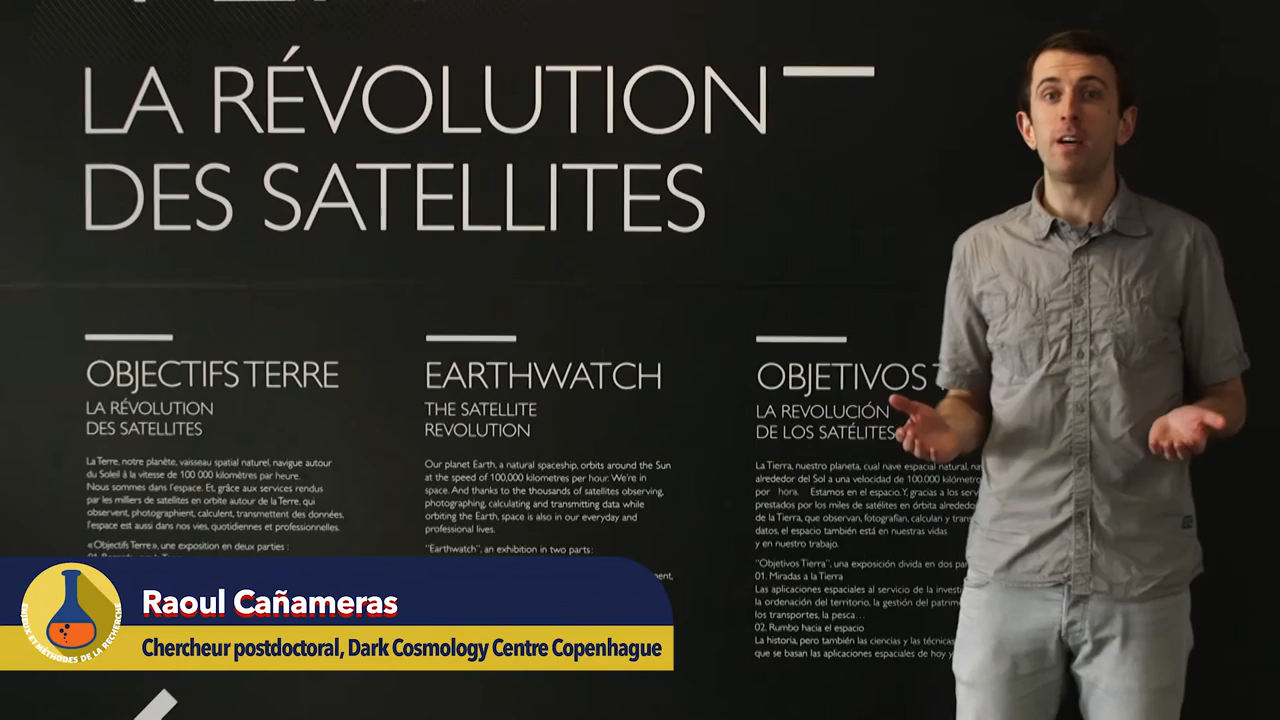 LA RÉVOLUTION
DES SATELLITES
OBJECTIFS TERRE
LA RÉVOLUTION
DES SATELLITES
La Terre, notre planète, vaisseau spatial naturel, navigue autour
du Soleil à la vitesse de 100 000 kilomètres par heure.
Nous sommes dans l'espace. Et, grâce aux services rendus
par les milliers de satellites en orbite autour de la Terre, qui
observent, photographient, calculent, transmettent des données,
l'espace est aussi dans nos vies, quotidiennes et professionnelles.
«Objectifs Terre», une exposition en deux parties :
EARTHWATCH
THE SATELLITE
REVOLUTION
Our planet Earth, a natural spaceship, orbits around the Sun
at the speed of 100,000 kilometres per hour. We're in
space. And thanks to the thousands of satellites observing,
photographing, calculating and transmitting data while
orbiting the Earth, space is also in our everyday and
professional lives.
"Earthwatch", an exhibition in two parts:
OBJETIVOS
LA REVOLUCIÓN
DE LOS SATÉLITES
La Tierra, nuestro planeta, cual nave espacial natural,
alrededor del Sol a una velocidad de 100.000
por hora. Estamos en el espacio. Y, gracias a los
prestados por los miles de satélites en órbita
de la Tierra, que observan, fotografían, calculan y
datos, el espacio también está en nuestras vidas
y en nuestro trabajo.
"Objetivos Tierra", una exposición divida en dos
01. Miradas a la Tierra
Las aplicaciones espaciales al servicio de la
la ordenación del territorio, la gestión del
los transportes, la pesca...
02. Rumbo hacia el espacio
La historia, pero también las ciencias y las
que se basan las aplicaciones espaciales de hoy y
Raoul Cañameras
Chercheur postdoctoral, Dark Cosmology Centre Copenhague
ENJEUX ET MÉTHODES DE LA RECHERCHE